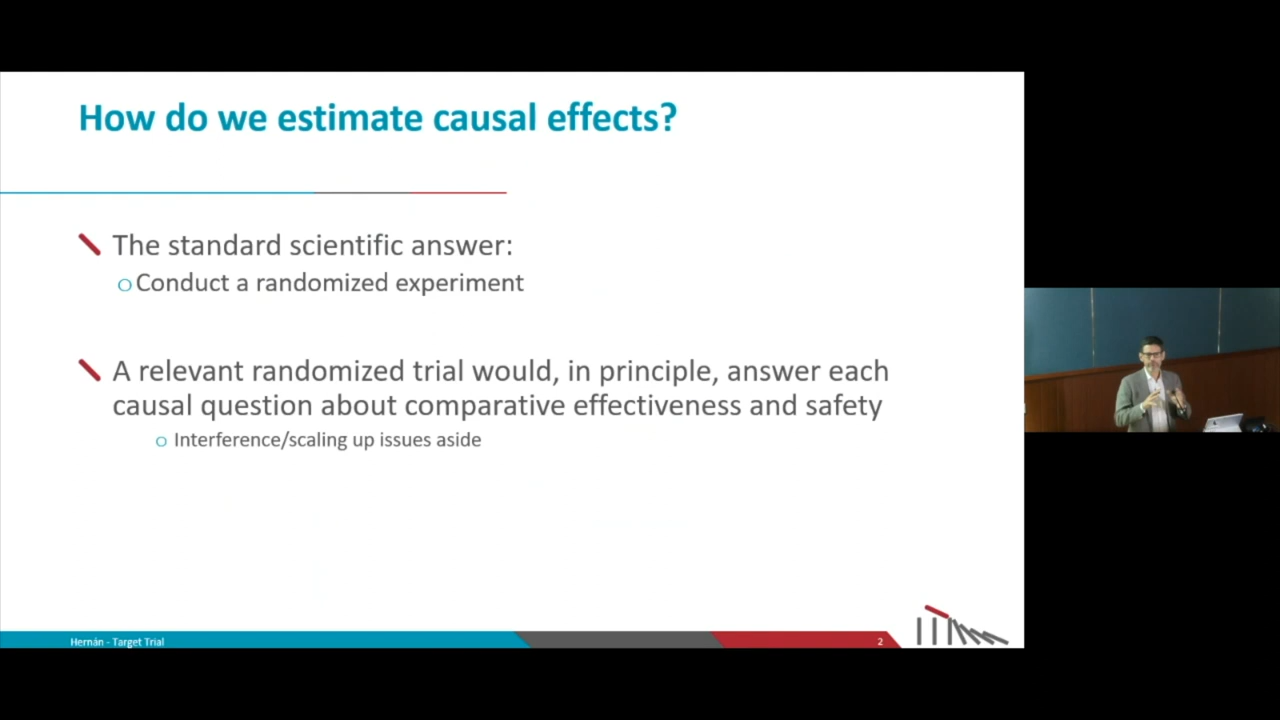 How do we estimate causal effects?
The standard scientific answer:
Conduct a randomized experiment
A relevant randomized trial would, in principle, answer each
causal question about comparative effectiveness and safety
Interference/scaling up issues aside
Hernán - Target Trial
2